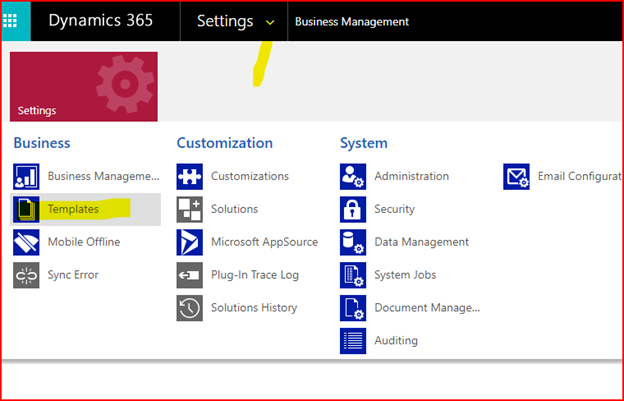 Dynamics 365 Settings Business Management
Settings
Business Customization System
Business Manageme... Customizations Administration Email Configurat
Templates Solutions Security
Mobile Offline Microsoft AppSource Data Management
Sync Error Plug-In Trace Log System Jobs
Solutions History Document Manage...
Auditing